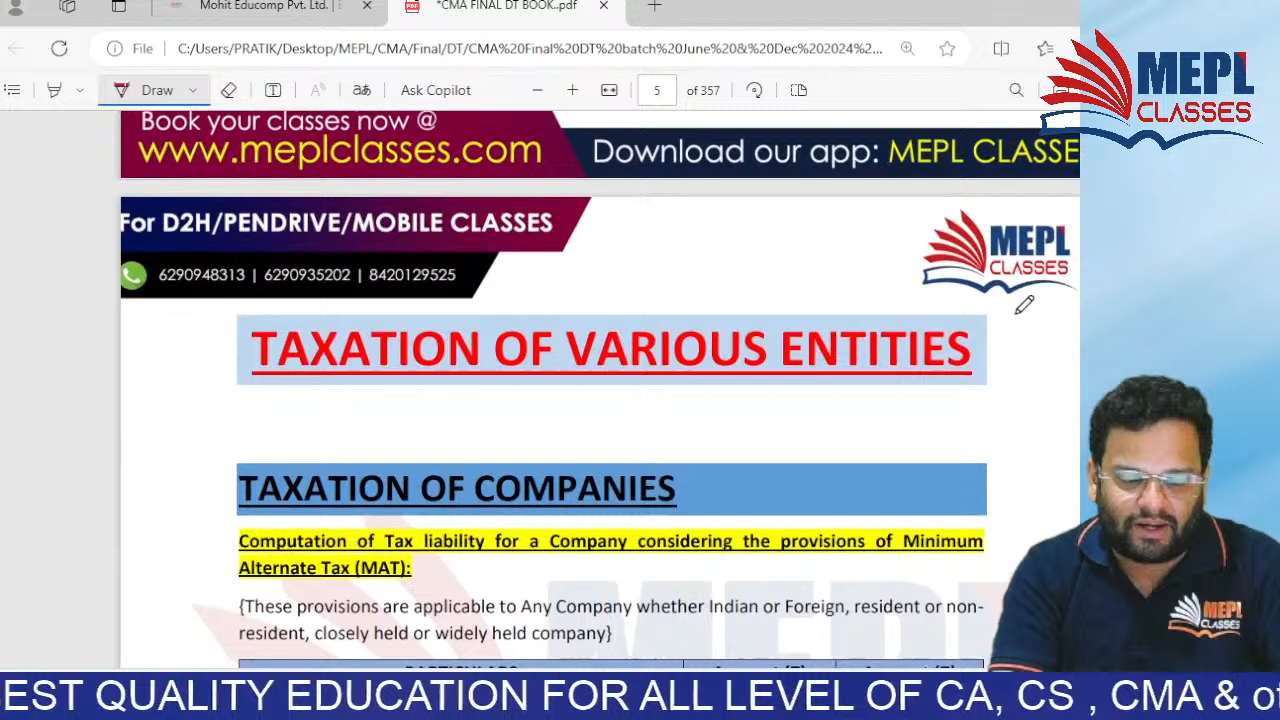 Mohit Educomp Pvt. Ltd. | E
*CMA FINAL DT BOOK..pdf
File
C:/Users/PRATIK/Desktop/MEPL/CMA/Final/DT/CMA%20Final%20DT%20batch%20June%20&%20Dec%202024%2...
Draw
aあ
Ask Copilot
5
of 357
MEPL
CLASSES
Book your classes now @
www.meplclasses.com
Download our app: MEPL CLASSE
For D2H/PENDRIVE/MOBILE CLASSES
6290948313 | 6290935202 | 8420129525
MEPL
CLASSES
TAXATION OF VARIOUS ENTITIES
TAXATION OF COMPANIES
Computation of Tax liability for a Company considering the provisions of Minimum
Alternate Tax (MAT):
{These provisions are applicable to Any Company whether Indian or Foreign, resident or non-
resident, closely held or widely held company}
MEPL
CLASSES
BEST QUALITY EDUCATION FOR ALL LEVEL OF CA, CS , CMA & ot